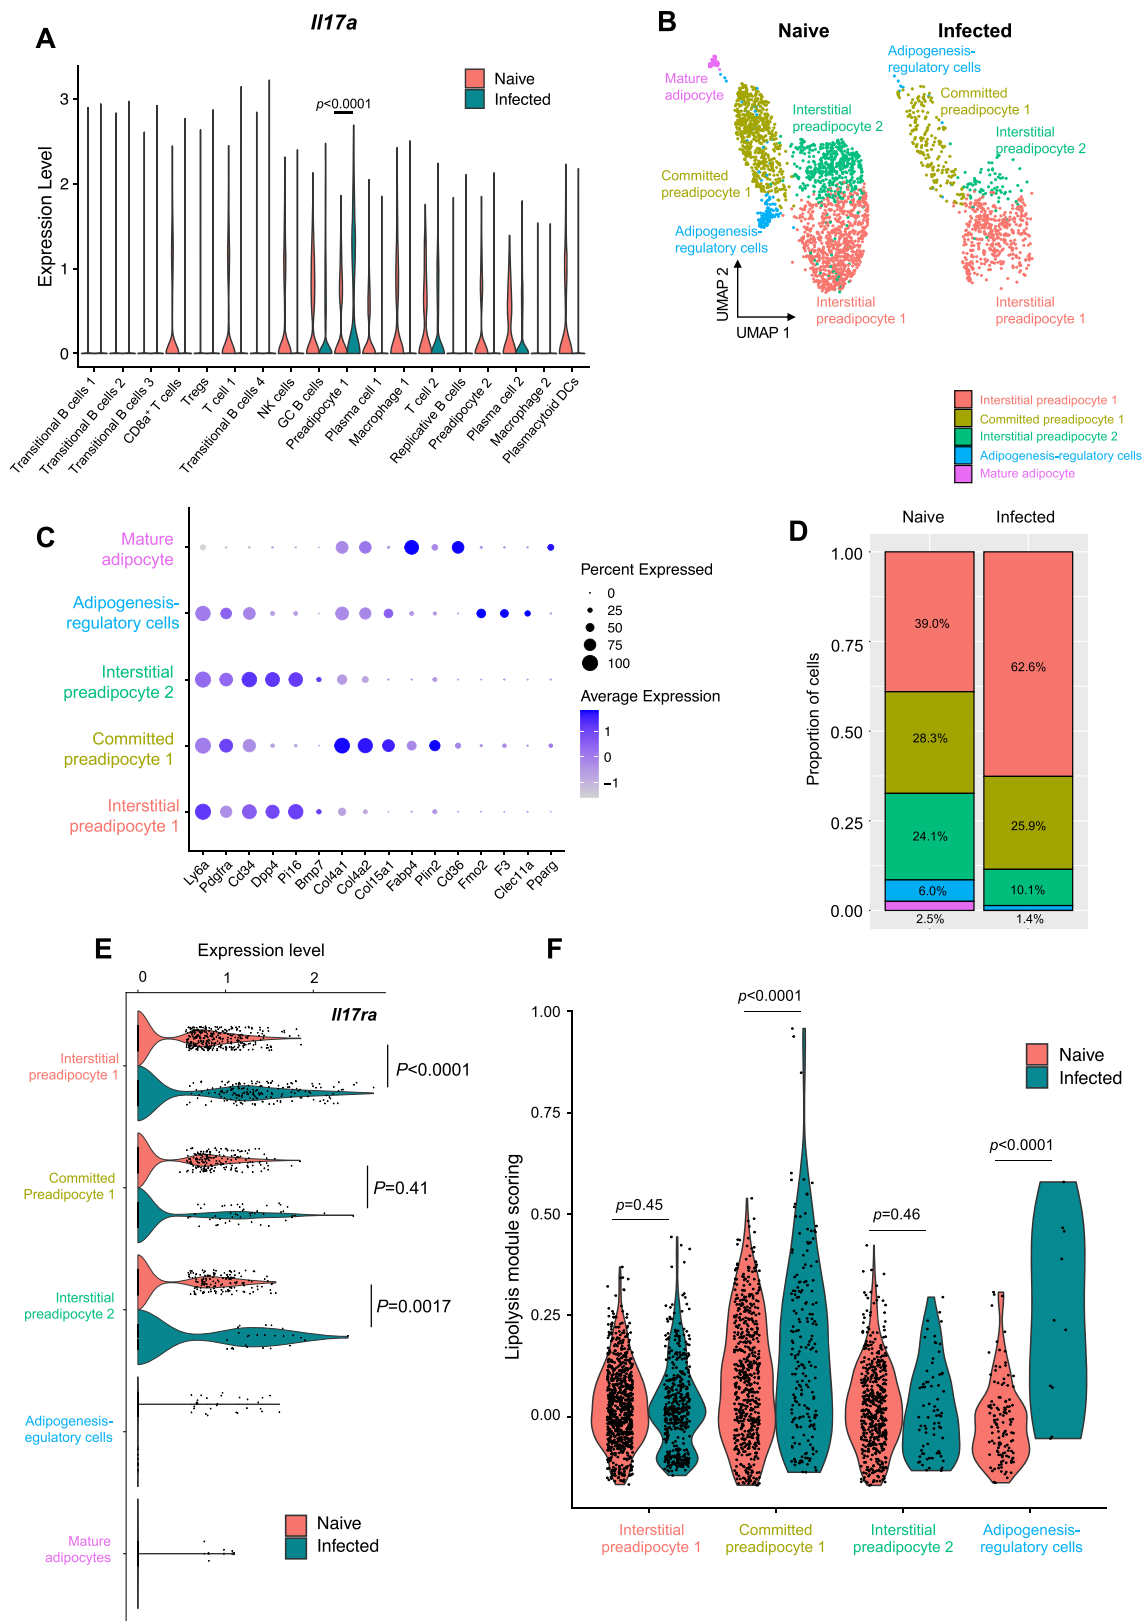 A
Il17a
Naive
Infected
p<0.0001
Expression Level
3
2
1
0
Transitional B cells 1
Transitional B cells 2
Transitional B cells 3
CD8a⁺ T cells
Tregs
T cell 1
Transitional B cells 4
NK cells
GC B cells
Preadipocyte 1
Plasma cell 1
Macrophage 1
T cell 2
Replicative B cells
Preadipocyte 2
Plasma cell 2
Macrophage 2
Plasmacytoid DCs
B
Naive
Infected
Mature
adipocyte
Interstitial
preadipocyte 2
Committed
preadipocyte 1
Adipogenesis-
regulatory cells
Interstitial
preadipocyte 1
UMAP 2
UMAP 1
Adipogenesis-
regulatory cells
Committed
preadipocyte 1
Interstitial
preadipocyte 2
Interstitial
preadipocyte 1
Interstitial preadipocyte 1
Committed preadipocyte 1
Interstitial preadipocyte 2
Adipogenesis-regulatory cells
Mature adipocyte
C
Mature
adipocyte
Adipogenesis-
regulatory cells
Interstitial
preadipocyte 2
Committed
preadipocyte 1
Interstitial
preadipocyte 1
Ly6a
Pdgfra
Cd34
Dpp4
Pi16
Bmp7
Col4a1
Col4a2
Col15a1
Fabp4
Plin2
Cd36
Fmo2
F3
Clec11a
Pparg
Percent Expressed
0
25
50
75
100
Average Expression
1
0
−1
D
Naive
Infected
Proportion of cells
1.00
0.75
0.50
0.25
0.00
39.0%
28.3%
24.1%
6.0%
2.5%
62.6%
25.9%
10.1%
1.4%
E
Expression level
0
1
2
Il17ra
Interstitial
preadipocyte 1
P<0.0001
Committed
Preadipocyte 1
P=0.41
Interstitial
preadipocyte 2
P=0.0017
Adipogenesis-
egulatory cells
Mature
adipocytes
Naive
Infected
F
Lipolysis module scoring
1.00
0.75
0.50
0.25
0.00
p=0.45
p<0.0001
p=0.46
p<0.0001
Naive
Infected
Interstitial
preadipocyte 1
Committed
preadipocyte 1
Interstitial
preadipocyte 2
Adipogenesis-
regulatory cells